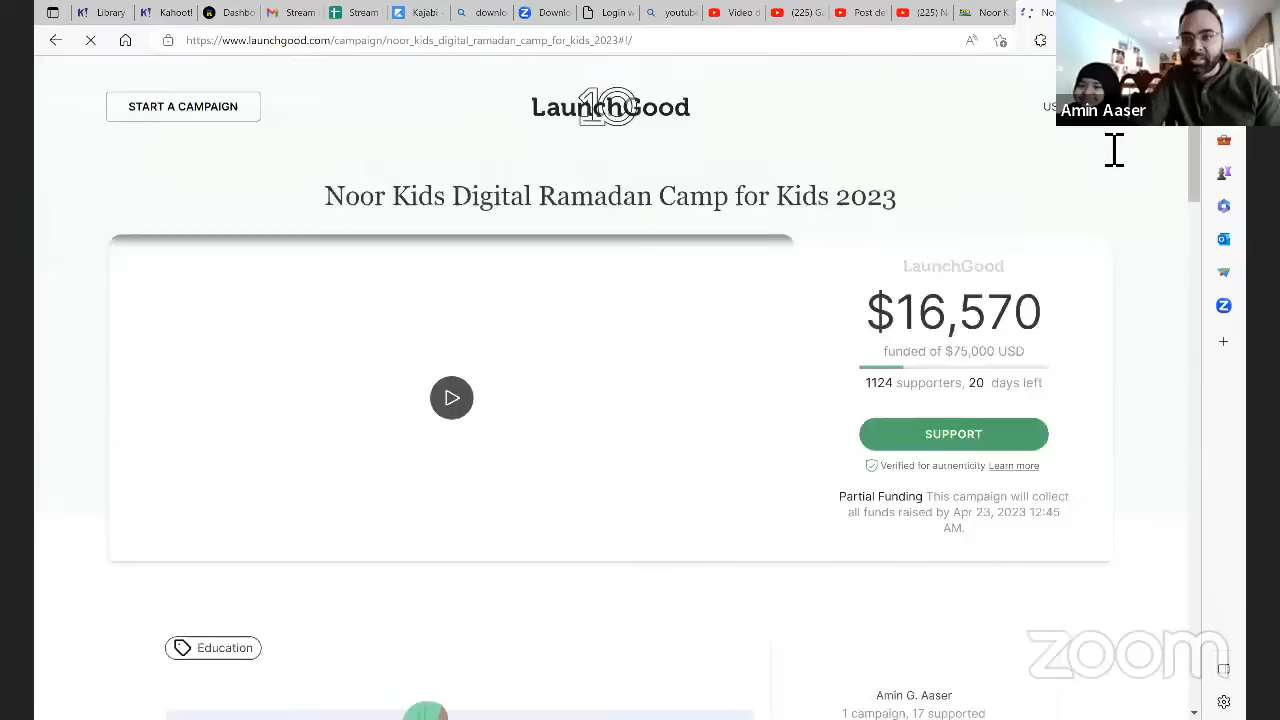 Library
Kahoot
Dashbo
Stream
Stream
Kajabi
downlo
Downlo
Login w
youtube
Video d
(225) G
Post de
(225) N
Noor K
No
https://www.launchgood.com/campaign/noor_kids_digital_ramadan_camp_for_kids_2023#!/
Amin Aaser
START A CAMPAIGN
LaunchGood
10
US
Noor Kids Digital Ramadan Camp for Kids 2023
LaunchGood
$16,570
funded of $75,000 USD
1124 supporters, 20 days left
SUPPORT
Verified for authenticity Learn more
Partial Funding This campaign will collect
all funds raised by Apr 23, 2023 12:45
AM.
Education
Amin G. Aaser
1 campaign, 17 supported
zoom